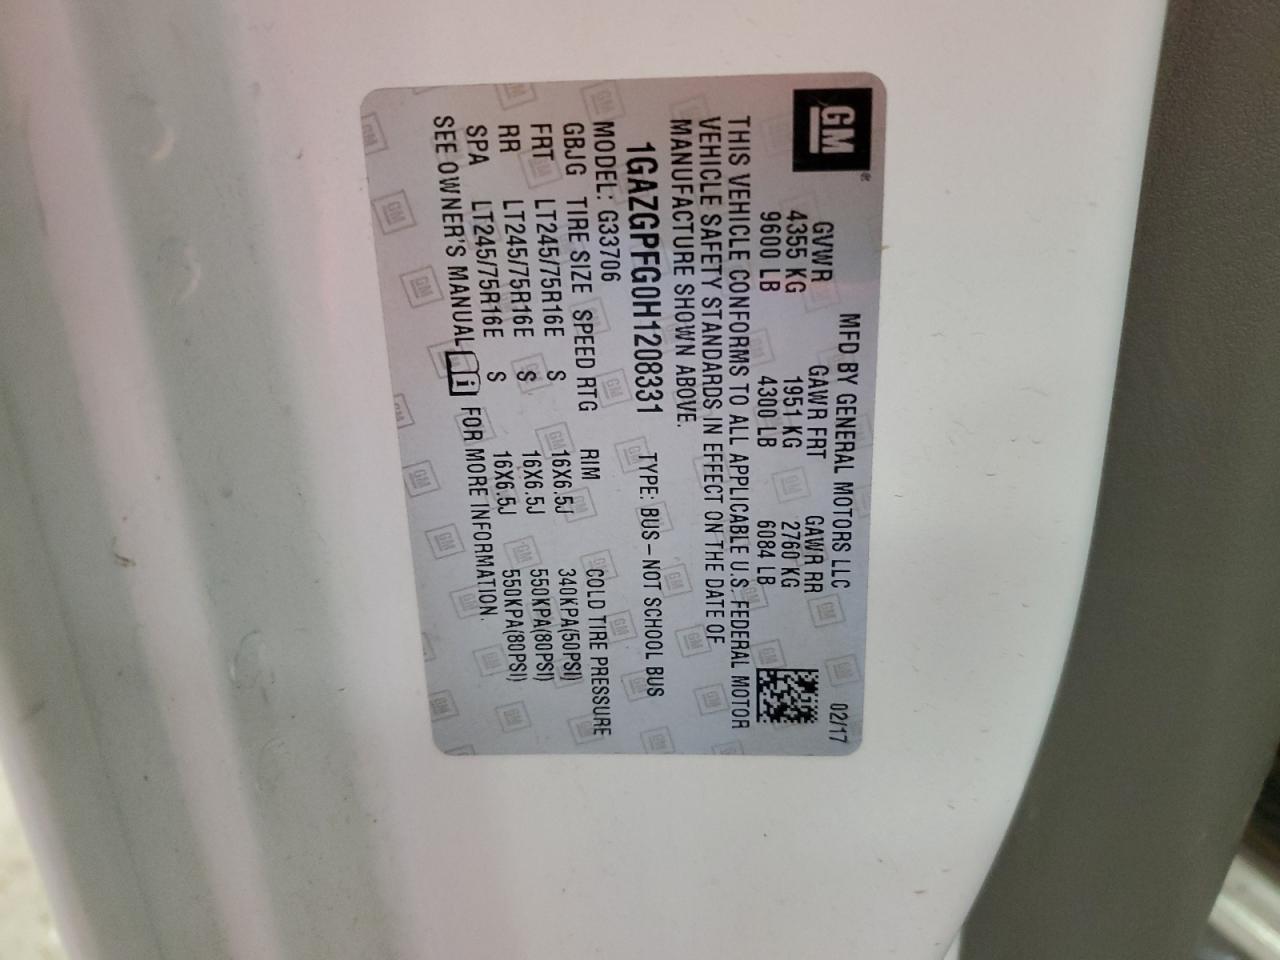 GM
MFD BY GENERAL MOTORS LLC 02/17
GVWR GAWR FRT GAWR RR
4355 KG 1951 KG 2760 KG
9600 LB 4300 LB 6084 LB
THIS VEHICLE CONFORMS TO ALL APPLICABLE U.S. FEDERAL MOTOR
VEHICLE SAFETY STANDARDS IN EFFECT ON THE DATE OF
MANUFACTURE SHOWN ABOVE.
1GAZGPFG0H1208331 TYPE: BUS-NOT SCHOOL BUS
MODEL: G33706
GBJG TIRE SIZE SPEED RTG RIM COLD TIRE PRESSURE
FRT LT245/75R16E S 16X6.5J 340KPA(50PSI)
RR LT245/75R16E S 16X6.5J 550KPA(80PSI)
SPA LT245/75R16E S 16X6.5J 550KPA(80PSI)
SEE OWNER'S MANUAL i FOR MORE INFORMATION.